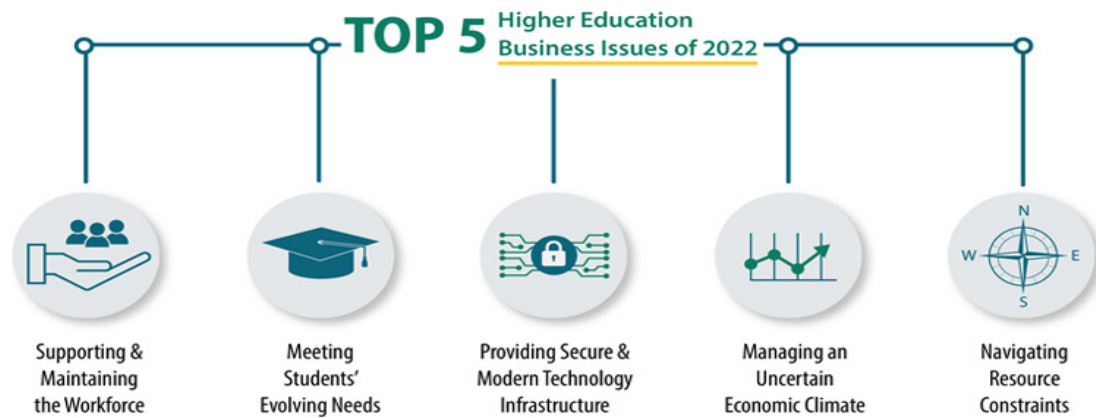 TOP 5
Higher Education
Business Issues of 2022
Supporting &
Maintaining
the Workforce
Meeting
Students’
Evolving Needs
Providing Secure &
Modern Technology
Infrastructure
Managing an
Uncertain
Economic Climate
N
W
E
S
Navigating
Resource
Constraints